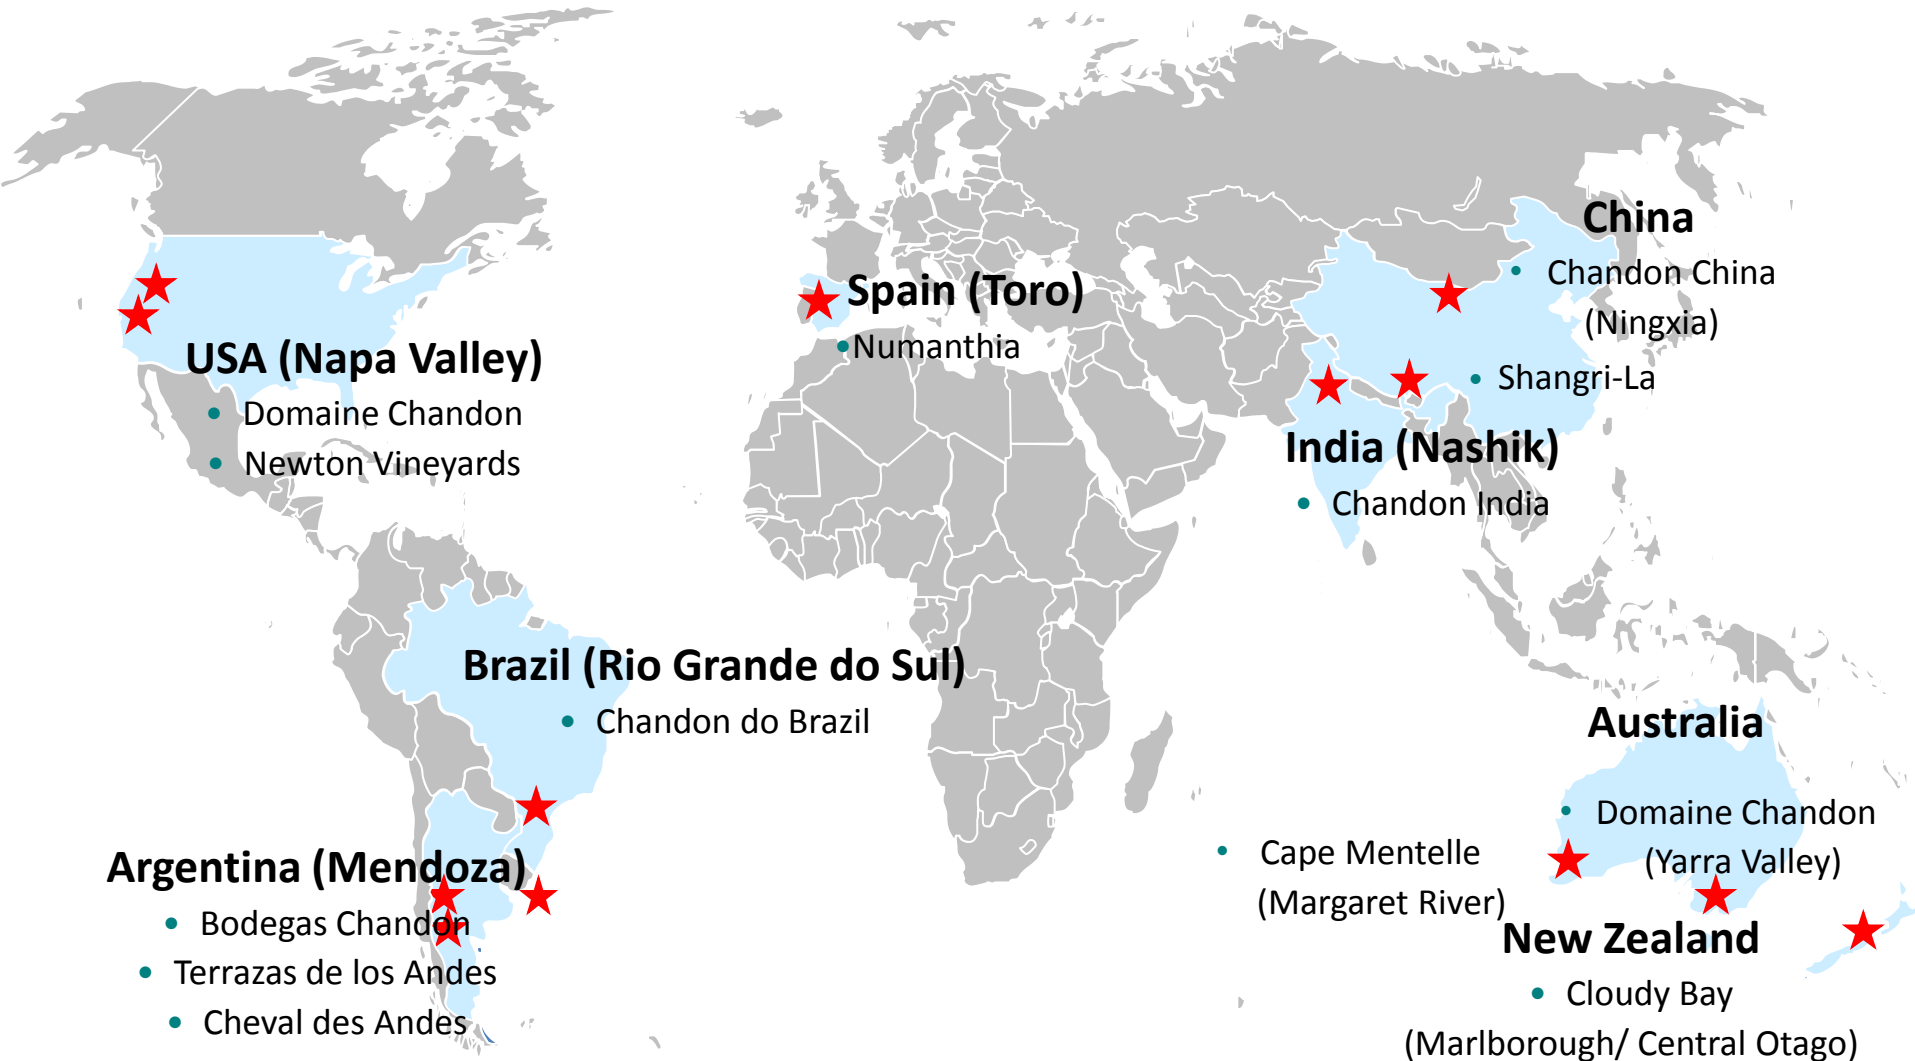 China
• Chandon China
(Ningxia)
• Shangri-La
Spain (Toro)
• Numanthia
USA (Napa Valley)
• Domaine Chandon
• Newton Vineyards
India (Nashik)
• Chandon India
Brazil (Rio Grande do Sul)
• Chandon do Brazil
Australia
• Domaine Chandon
(Yarra Valley)
• Cape Mentelle
(Margaret River)
Argentina (Mendoza)
• Bodegas Chandon
• Terrazas de los Andes
• Cheval des Andes
New Zealand
• Cloudy Bay
(Marlborough/ Central Otago)